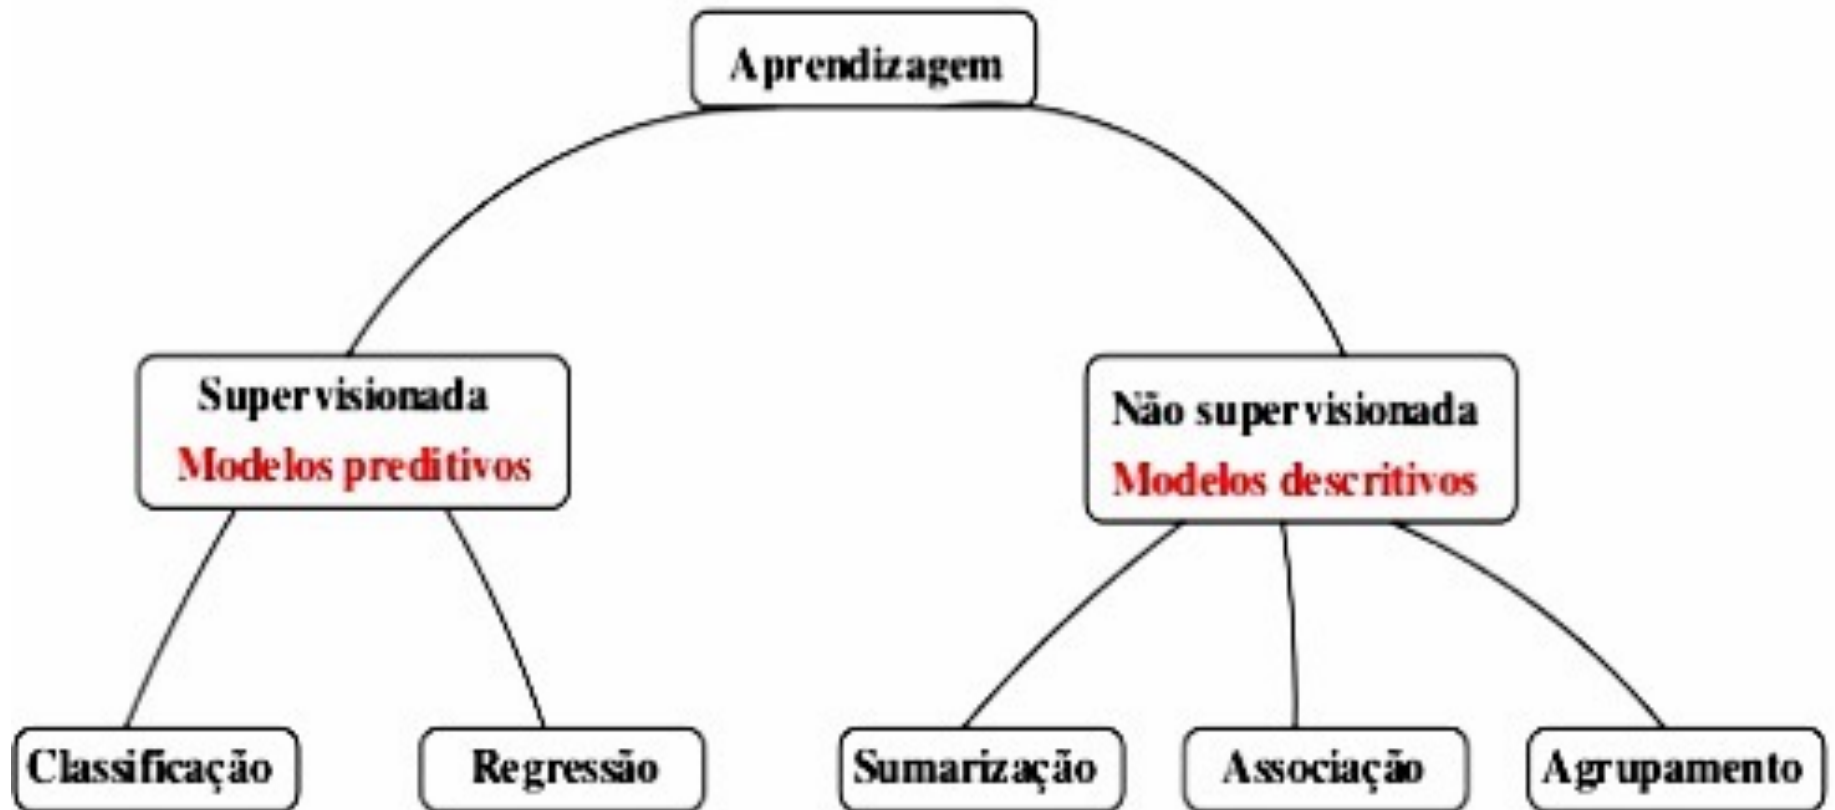 Aprendizagem
Supervisionada
Modelos preditivos
Não supervisionada
Modelos descritivos
Classificação
Regressão
Sumarização
Associação
Agrupamento